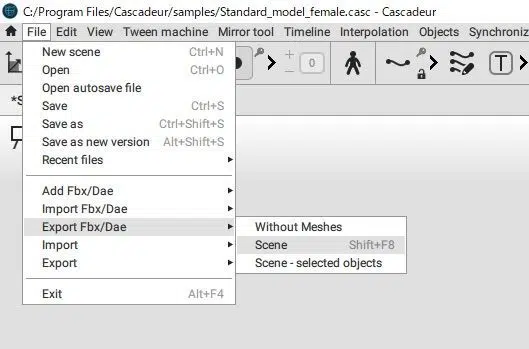 C:/Program Files/Cascadeur/samples/Standard_model_female.casc - Cascadeur
File Edit View Tween machine Mirror tool Timeline Interpolation Objects Synchroniz
New scene Ctrl+N
Open Ctrl+O
Open autosave file
Save Ctrl+S
Save as Ctrl+Shift+S
Save as new version Alt+Shift+S
Recent files
Add Fbx/Dae
Import Fbx/Dae
Export Fbx/Dae
Import
Export
Exit Alt+F4
Without Meshes
Scene Shift+F8
Scene - selected objects
0
T
*S